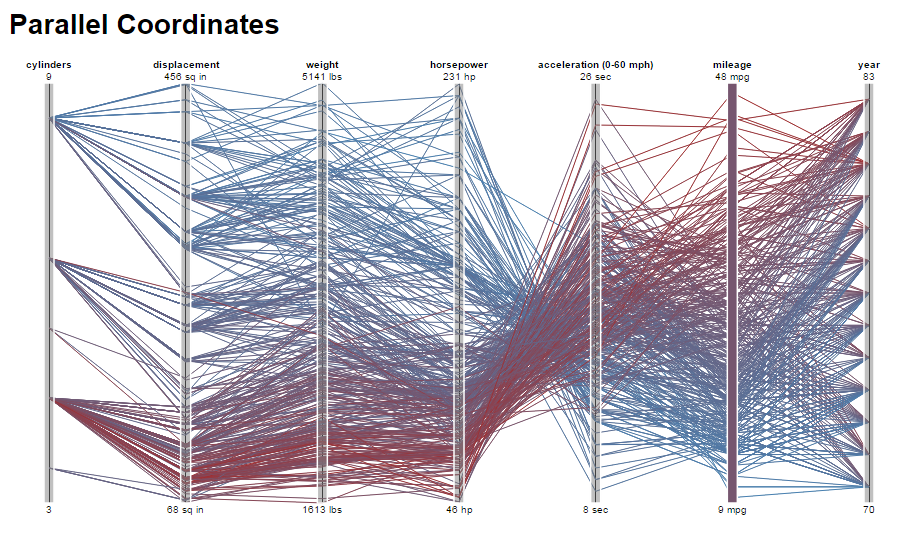 Parallel Coordinates
cylinders displacement weight horsepower acceleration (0-60 mph) mileage year
9 456 sq in 5141 lbs 231 hp 26 sec 48 mpg 83
3 68 sq in 1613 lbs 46 hp 8 sec 9 mpg 70